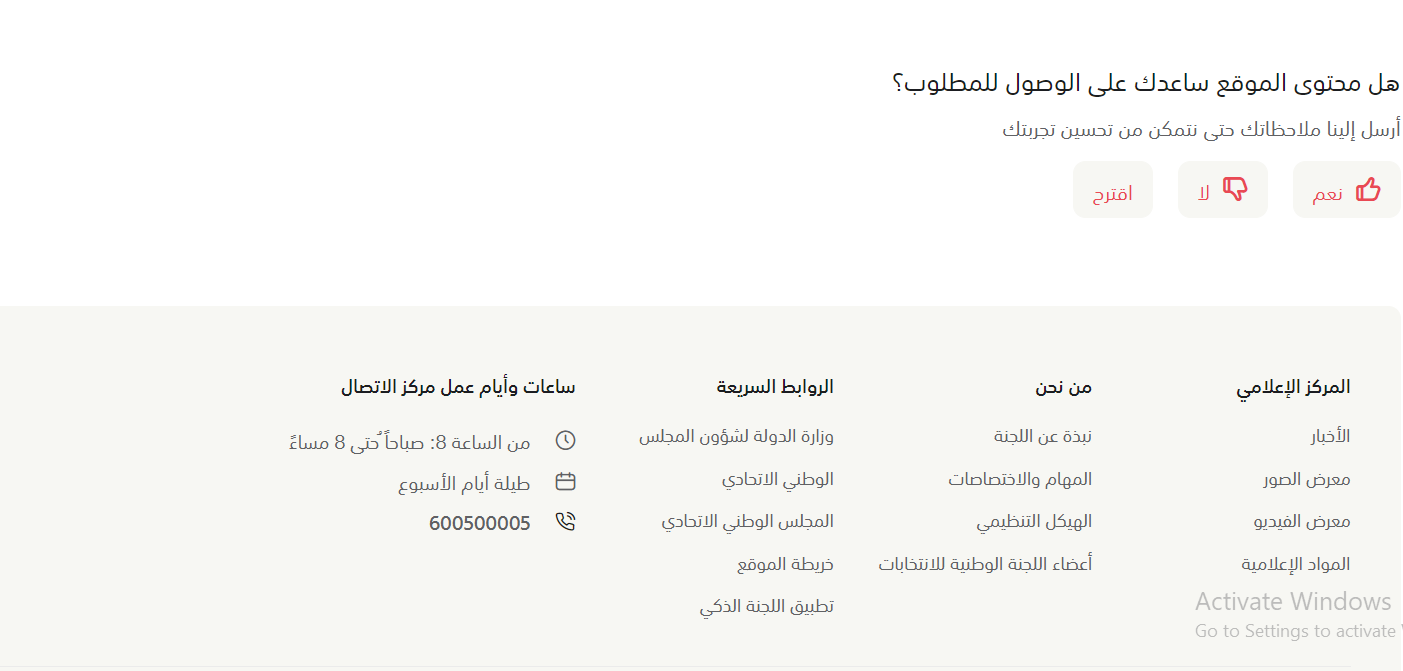 هل محتوى الموقع ساعدك على الوصول للمطلوب؟
أرسل إلينا ملاحظاتك حتى نتمكن من تحسين تجربتك
نعم
لا
اقترح
المركز الإعلامي
الأخبار
معرض الصور
معرض الفيديو
المواد الإعلامية
من نحن
نبذة عن اللجنة
المهام والاختصاصات
الهيكل التنظيمي
أعضاء اللجنة الوطنية للانتخابات
الروابط السريعة
وزارة الدولة لشؤون المجلس
الوطني الاتحادي
المجلس الوطني الاتحادي
خريطة الموقع
تطبيق اللجنة الذكي
ساعات وأيام عمل مركز الاتصال
من الساعة 8: صباحاً ُحتى 8 مساءً
طيلة أيام الأسبوع
600500005
Activate Windows
Go to Settings to activate